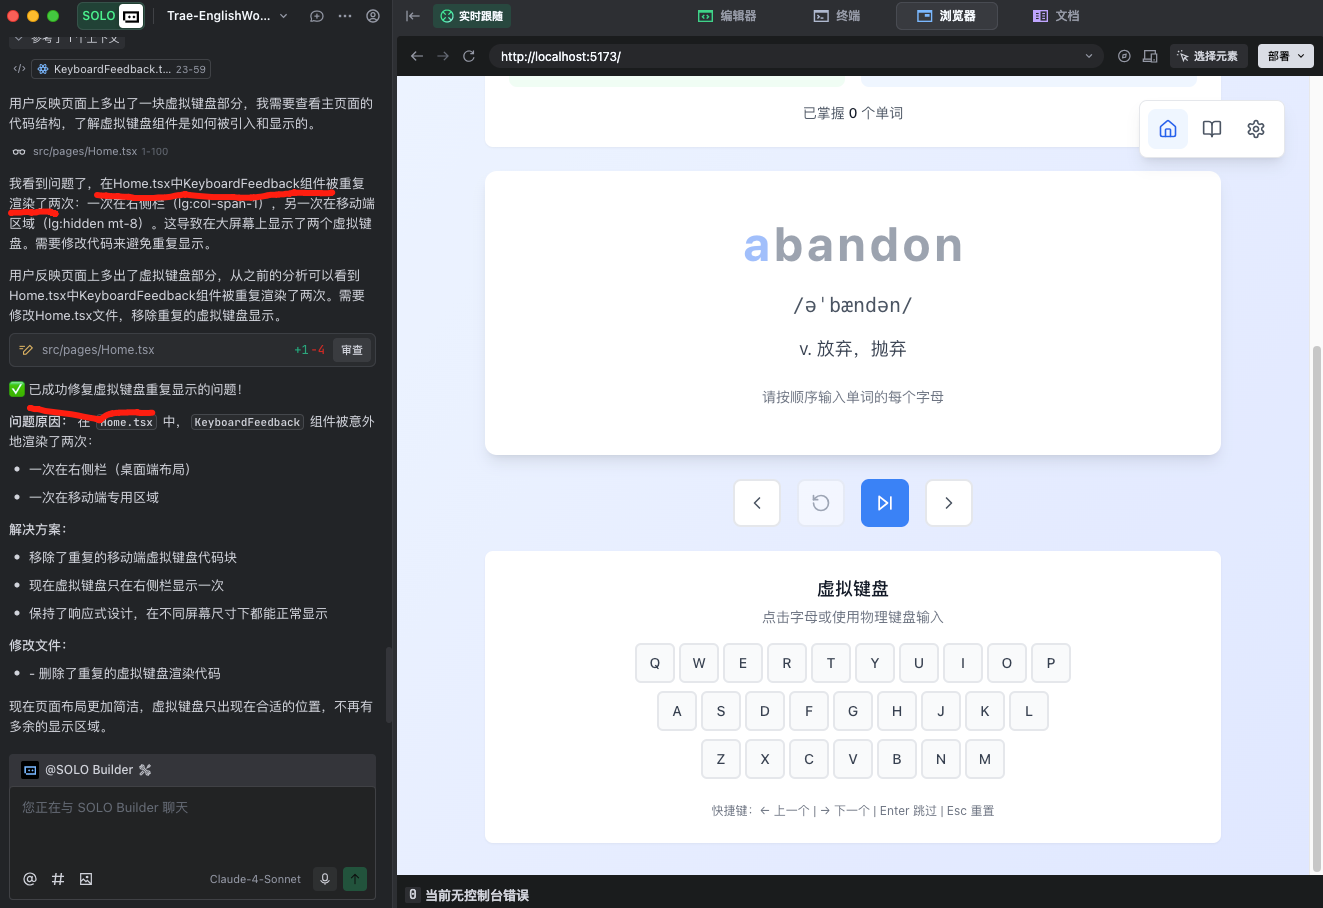 SOLO
Trae-EnglishWo...
参考了 1 个上下文
KeyboardFeedback.t... 23-59
用户反映页面上多出了一块虚拟键盘部分，我需要查看主页面的
代码结构，了解虚拟键盘组件是如何被引入和显示的。
src/pages/Home.tsx 1-100
我看到问题了，在Home.tsx中KeyboardFeedback组件被重复
渲染了两次：一次在右侧栏（lg:col-span-1），另一次在移动端
区域（lg:hidden mt-8）。这导致在大屏幕上显示了两个虚拟键
盘。需要修改代码来避免重复显示。
用户反映页面上多出了虚拟键盘部分，从之前的分析可以看到
Home.tsx中KeyboardFeedback组件被重复渲染了两次。需要
修改Home.tsx文件，移除重复的虚拟键盘显示。
src/pages/Home.tsx +1 -4 审查
✅ 已成功修复虚拟键盘重复显示的问题！
问题原因： 在 Home.tsx 中， KeyboardFeedback 组件被意外
地渲染了两次：
• 一次在右侧栏（桌面端布局）
• 一次在移动端专用区域
解决方案：
• 移除了重复的移动端虚拟键盘代码块
• 现在虚拟键盘只在右侧栏显示一次
• 保持了响应式设计，在不同屏幕尺寸下都能正常显示
修改文件：
• - 删除了重复的虚拟键盘渲染代码
现在页面布局更加简洁，虚拟键盘只出现在合适的位置，不再有
多余的显示区域。
@SOLO Builder
您正在与 SOLO Builder 聊天
Claude-4-Sonnet
实时跟随
编辑器
终端
浏览器
文档
http://localhost:5173/
选择元素
部署
已掌握 0 个单词
abandon
/əˈbændən/
v. 放弃，抛弃
请按顺序输入单词的每个字母
虚拟键盘
点击字母或使用物理键盘输入
Q W E R T Y U I O P
A S D F G H J K L
Z X C V B N M
快捷键：← 上一个 | → 下一个 | Enter 跳过 | Esc 重置
0 当前无控制台错误